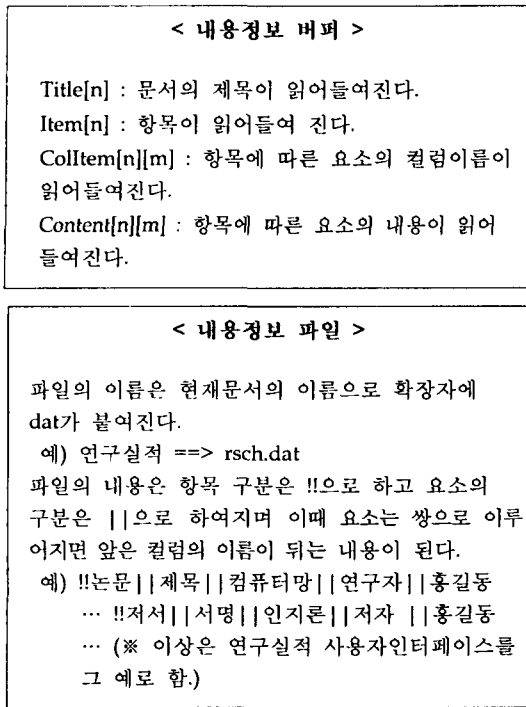 < 내용정보 버퍼 >
Title[n] : 문서의 제목이 읽어들여진다.
Item[n] : 항목이 읽어들여 진다.
ColItem[n][m] : 항목에 따른 요소의 컬럼이름이
읽어들여진다.
Content[n][m] : 항목에 따른 요소의 내용이 읽어
들여진다.
< 내용정보 파일 >
파일의 이름은 현재문서의 이름으로 확장자에
dat가 붙여진다.
예) 연구실적 ==> rsch.dat
파일의 내용은 항목 구분은 !!으로 하고 요소의
구분은 ||으로 하여지며 이때 요소는 쌍으로 이루
어지면 앞은 컬럼의 이름이 뒤는 내용이 된다.
예) !!논문||제목||컴퓨터망||연구자||홍길동
… !!저서||서명||인지론||저자 ||홍길동
… (※ 이상은 연구실적 사용자인터페이스를
그 예로 함.)